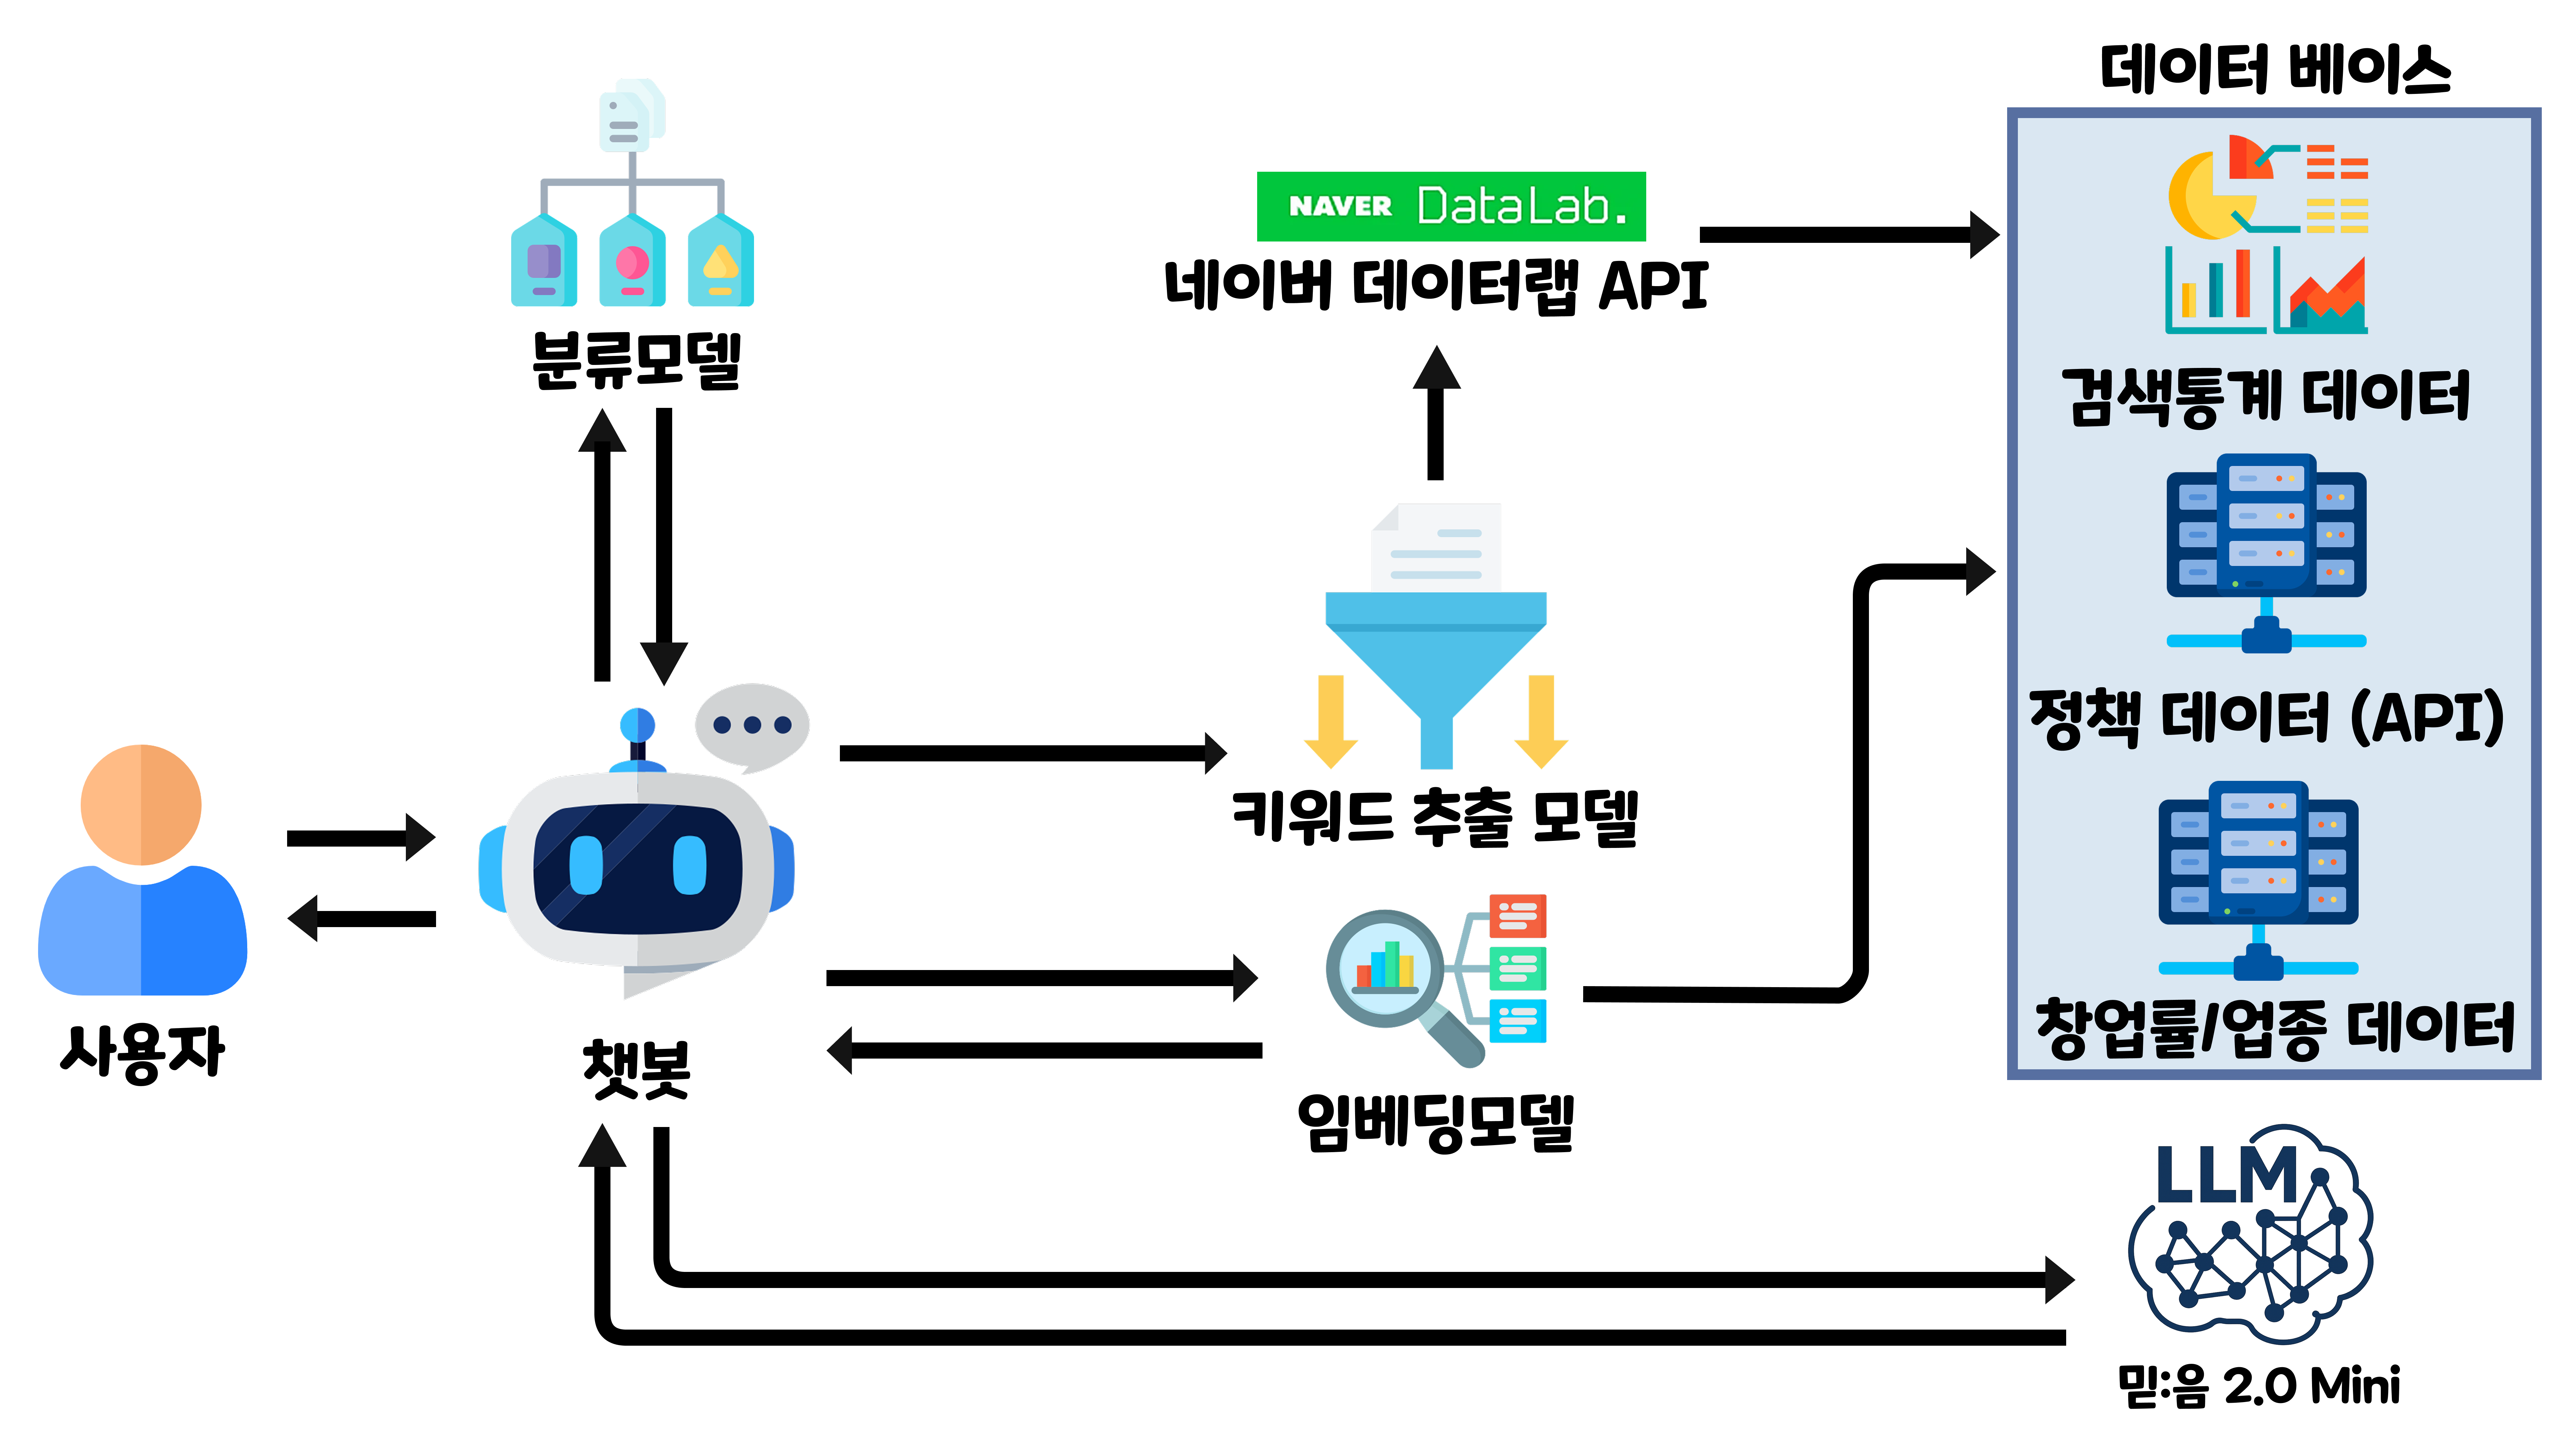 데이터 베이스
NAVER DataLab.
네이버 데이터랩 API
분류모델
검색통계 데이터
정책 데이터 (API)
키워드 추출 모델
창업률/업종 데이터
사용자
챗봇
임베딩모델
LLM
믿:음 2.0 Mini